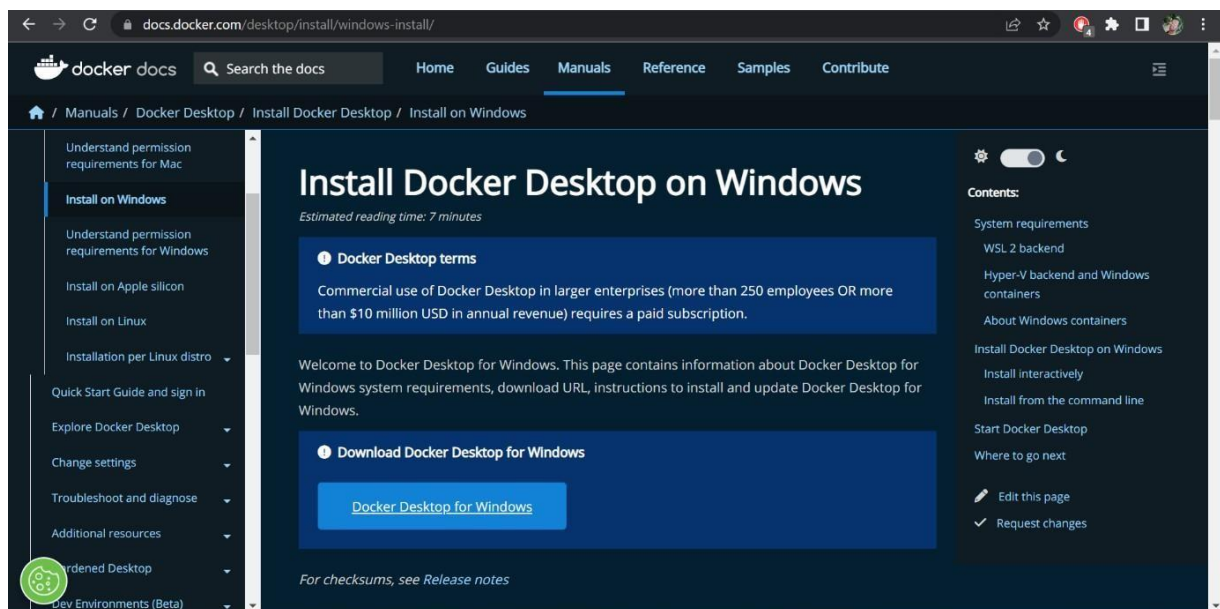 docs.docker.com/desktop/install/windows-install/
4
docker docs
Search the docs
Home Guides Manuals Reference Samples Contribute
/ Manuals / Docker Desktop / Install Docker Desktop / Install on Windows
Understand permission
requirements for Mac
Install on Windows
Understand permission
requirements for Windows
Install on Apple silicon
Install on Linux
Installation per Linux distro
Quick Start Guide and sign in
Explore Docker Desktop
Change settings
Troubleshoot and diagnose
Additional resources
rdened Desktop
Dev Environments (Beta)
Install Docker Desktop on Windows
Estimated reading time: 7 minutes
Docker Desktop terms
Commercial use of Docker Desktop in larger enterprises (more than 250 employees OR more
than $10 million USD in annual revenue) requires a paid subscription.
Welcome to Docker Desktop for Windows. This page contains information about Docker Desktop for
Windows system requirements, download URL, instructions to install and update Docker Desktop for
Windows.
Download Docker Desktop for Windows
Docker Desktop for Windows
For checksums, see Release notes
Contents:
System requirements
WSL 2 backend
Hyper-V backend and Windows
containers
About Windows containers
Install Docker Desktop on Windows
Install interactively
Install from the command line
Start Docker Desktop
Where to go next
Edit this page
Request changes